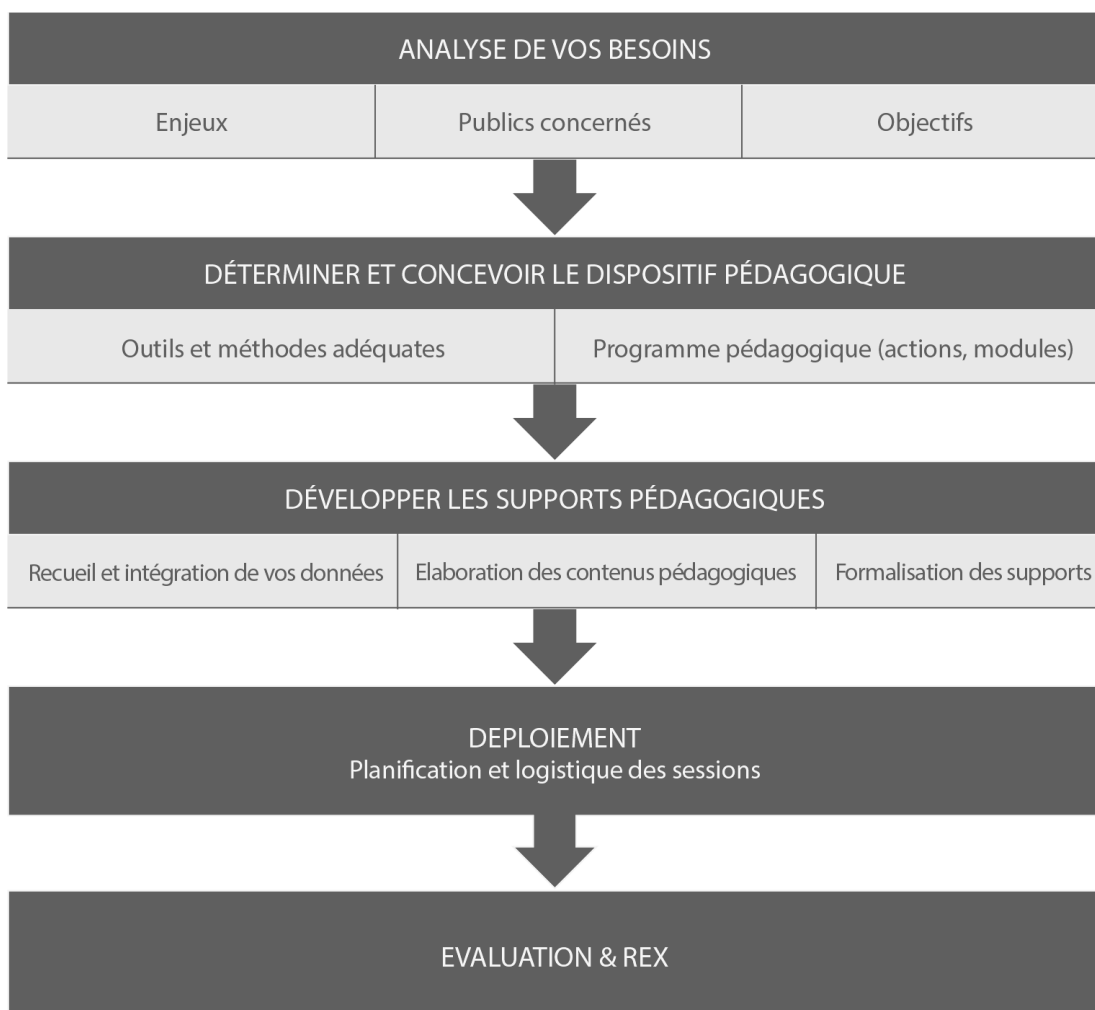 ANALYSE DE VOS BESOINS
Enjeux
Publics concernés
Objectifs
DÉTERMINER ET CONCEVOIR LE DISPOSITIF PÉDAGOGIQUE
Outils et méthodes adéquates
Programme pédagogique (actions, modules)
DÉVELOPPER LES SUPPORTS PÉDAGOGIQUES
Recueil et intégration de vos données
Elaboration des contenus pédagogiques
Formalisation des supports
DEPLOIEMENT
Planification et logistique des sessions
EVALUATION & REX